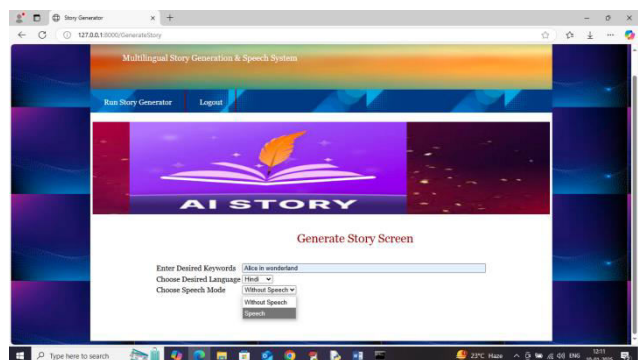 Story Generator
127.0.0.1:8000/GenerateStory
Multilingual Story Generation & Speech System
Run Story Generator Logout
AI STORY
Generate Story Screen
Enter Desired Keywords Alice in wonderland
Choose Desired Language Hindi
Choose Speech Mode Without Speech
Without Speech
Speech
Type here to search
23°C Haze ENG 12:11